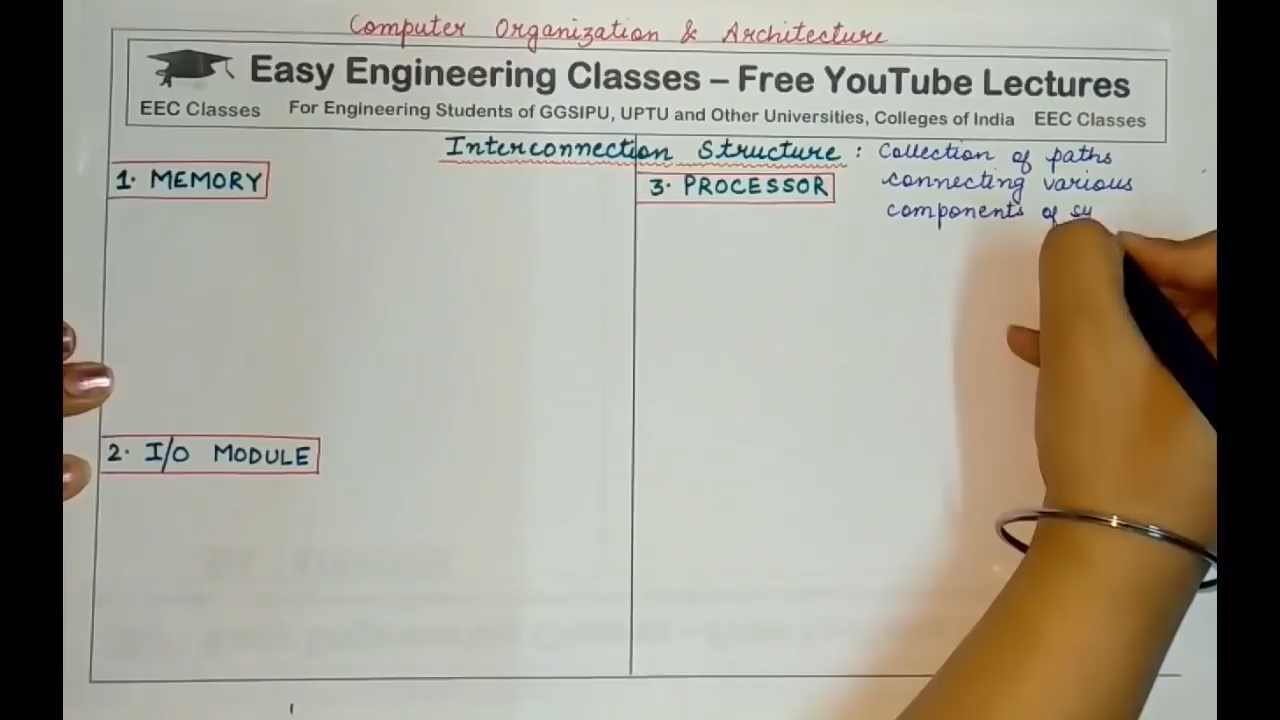 Computer Organization & Architecture
Easy Engineering Classes – Free YouTube Lectures
EEC Classes For Engineering Students of GGSIPU, UPTU and Other Universities, Colleges of India EEC Classes
Interconnection Structure : Collection of paths
connecting various
components of sy
1. MEMORY
3. PROCESSOR
2. I/O MODULE